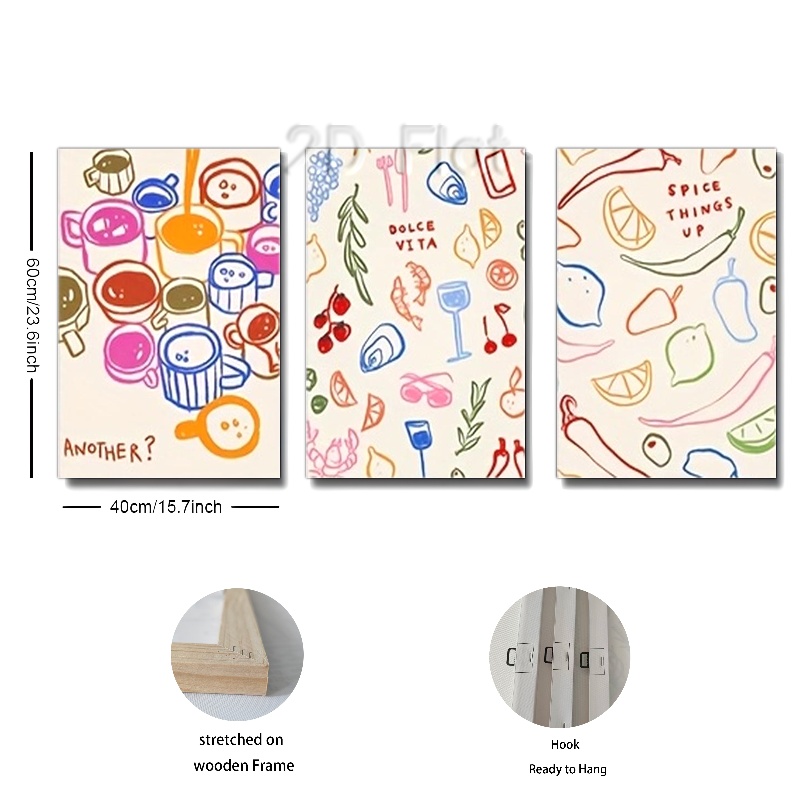 2D Flat
60cm/23.6inch
ANOTHER?
DOLCE
VITA
SPICE
THINGS
UP
40cm/15.7inch
stretched on
wooden Frame
Hook
Ready to Hang